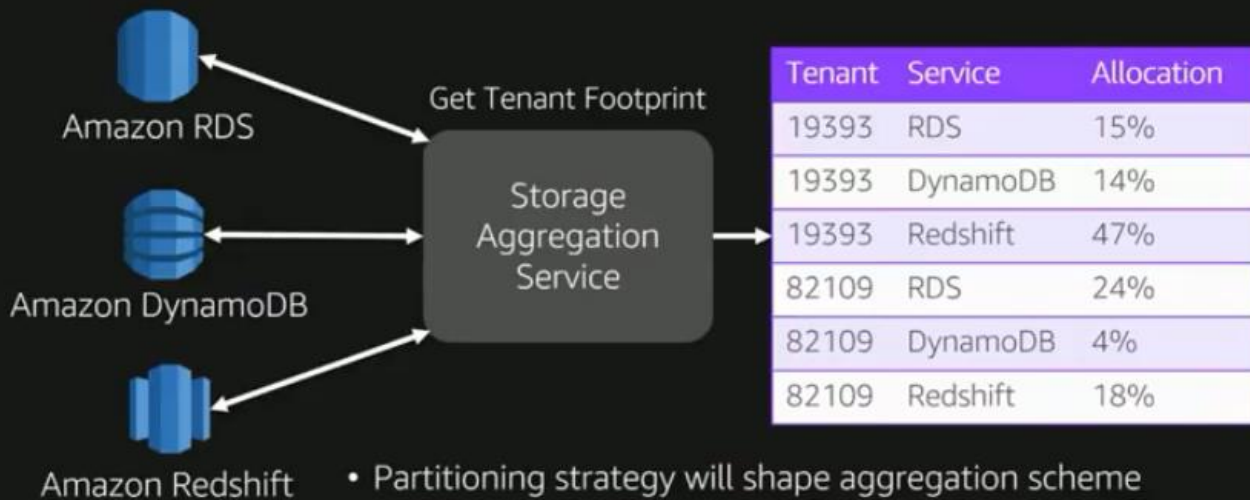 Amazon RDS
Amazon DynamoDB
Amazon Redshift
Get Tenant Footprint
Storage
Aggregation
Service
Tenant Service Allocation
19393 RDS 15%
19393 DynamoDB 14%
19393 Redshift 47%
82109 RDS 24%
82109 DynamoDB 4%
82109 Redshift 18%
• Partitioning strategy will shape aggregation scheme